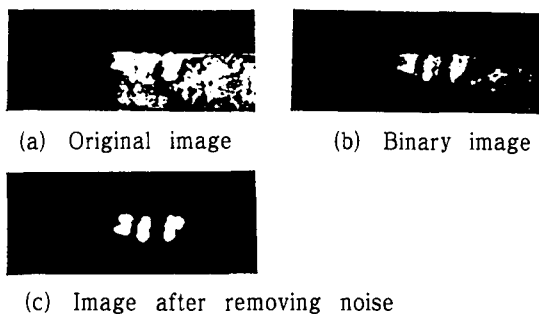 (a) Original image
(b) Binary image
(c) Image after removing noise